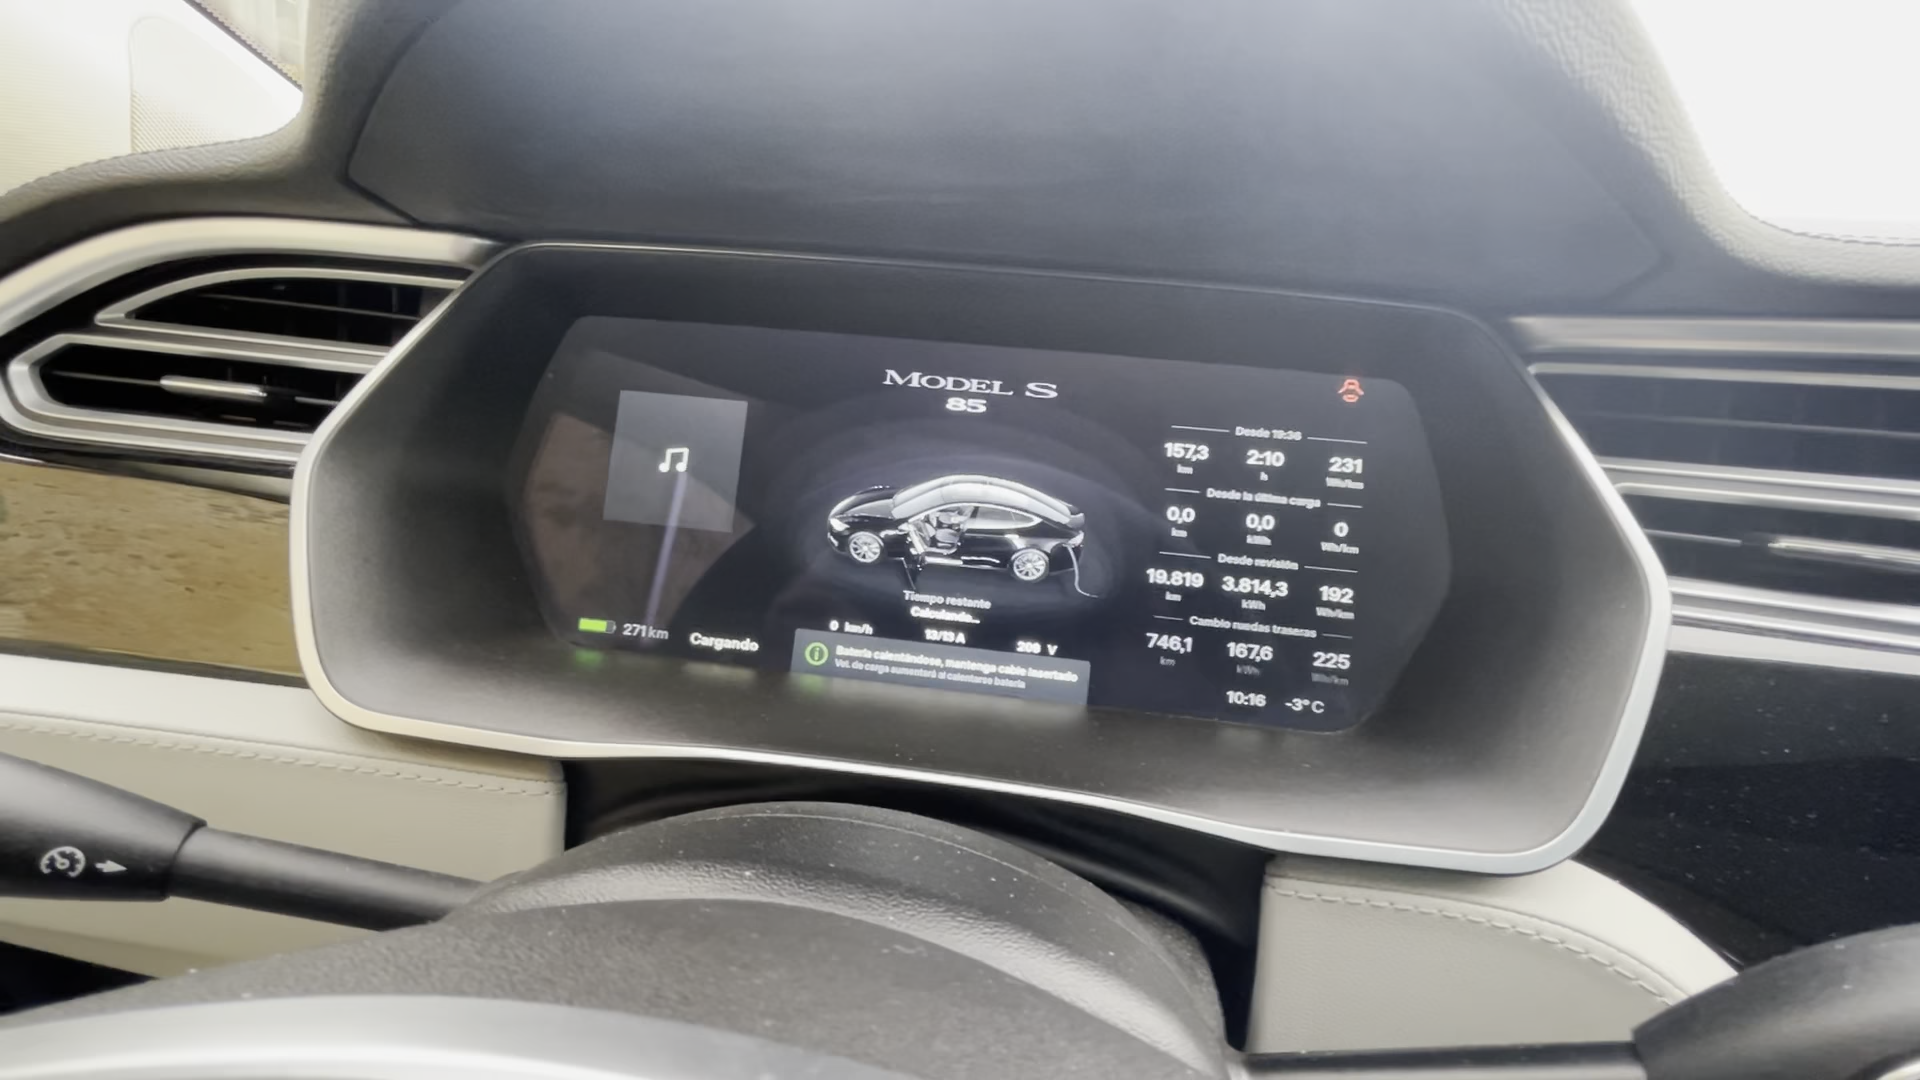 MODEL S
85
Desde 19:36
157,3 2:10 231
km h Wh/km
Desde la última carga
0,0 0,0 0
km kWh Wh/km
Desde revisión
19.819 3.814,3 192
km kWh Wh/km
Cambio ruedas traseras
746,1 167,6 225
km kWh Wh/km
10:16 -3°C
Tiempo restante
Calculando...
0 km/h 13/13 A 209 V
271 km Cargando
Batería calentándose, mantenga cable insertado
Vel. de carga aumentará al calentarse batería